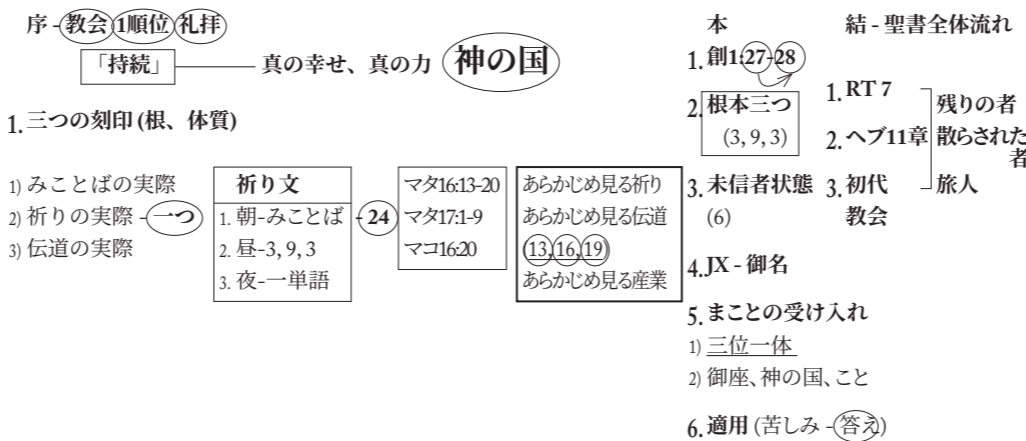 序 - 教会 1順位 礼拝
「持続」 真の幸せ、真の力 神の国
1. 三つの刻印 (根、体質)
1) みことばの実際
2) 祈りの実際 - 一つ
3) 伝道の実際
祈り文
1. 朝-みことば
2. 昼-3, 9, 3
3. 夜-一単語
- 24
マタ16:13-20
マタ17:1-9
マコ16:20
あらかじめ見る祈り
あらかじめ見る伝道
(13, 16, 19)
あらかじめ見る産業
本
1. 創1:27-28
2. 根本三つ
(3, 9, 3)
3. 未信者状態
(6)
4. JX - 御名
5. まことの受け入れ
1) 三位一体
2) 御座、神の国、こと
6. 適用 (苦しみ - 答え)
結 - 聖書全体流れ
1. RT 7
2. ヘブ11章
3. 初代
教会
残りの者
散らされた
者
旅人